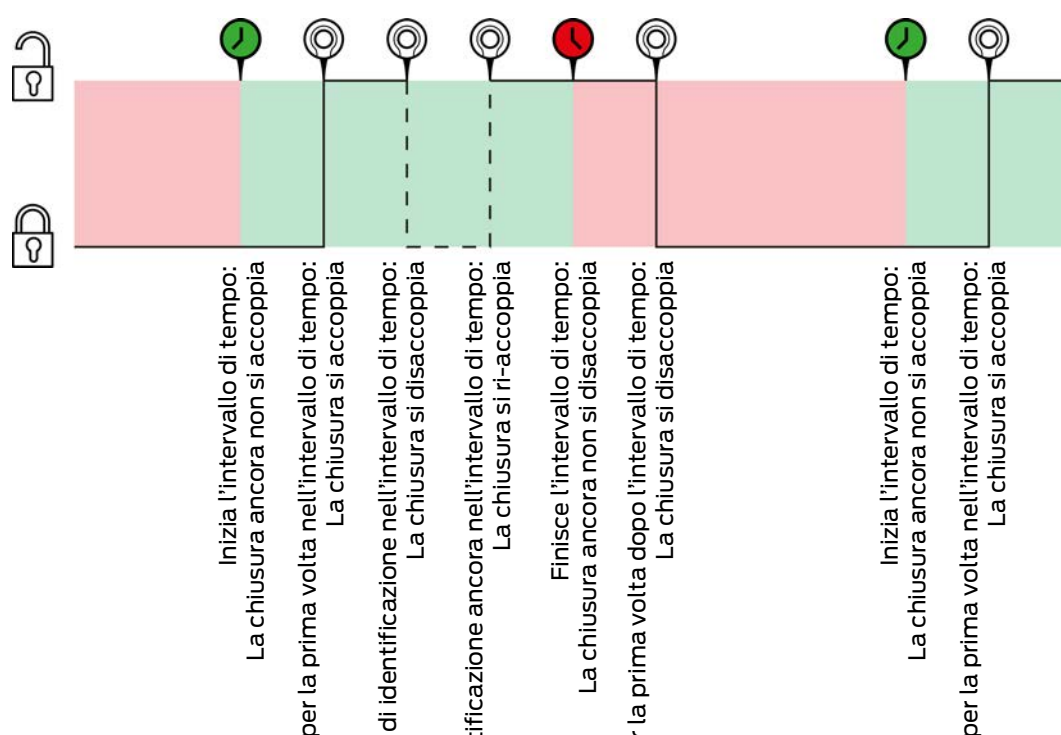 Inizia l'intervallo di tempo:
La chiusura ancora non si accoppia
per la prima volta nell'intervallo di tempo:
La chiusura si accoppia
di identificazione nell'intervallo di tempo:
La chiusura si disaccoppia
tificazione ancora nell'intervallo di tempo:
La chiusura si ri-accoppia
Finisce l'intervallo di tempo:
La chiusura ancora non si disaccoppia
la prima volta dopo l'intervallo di tempo:
La chiusura si disaccoppia
Inizia l'intervallo di tempo:
La chiusura ancora non si accoppia
per la prima volta nell'intervallo di tempo:
La chiusura si accoppia